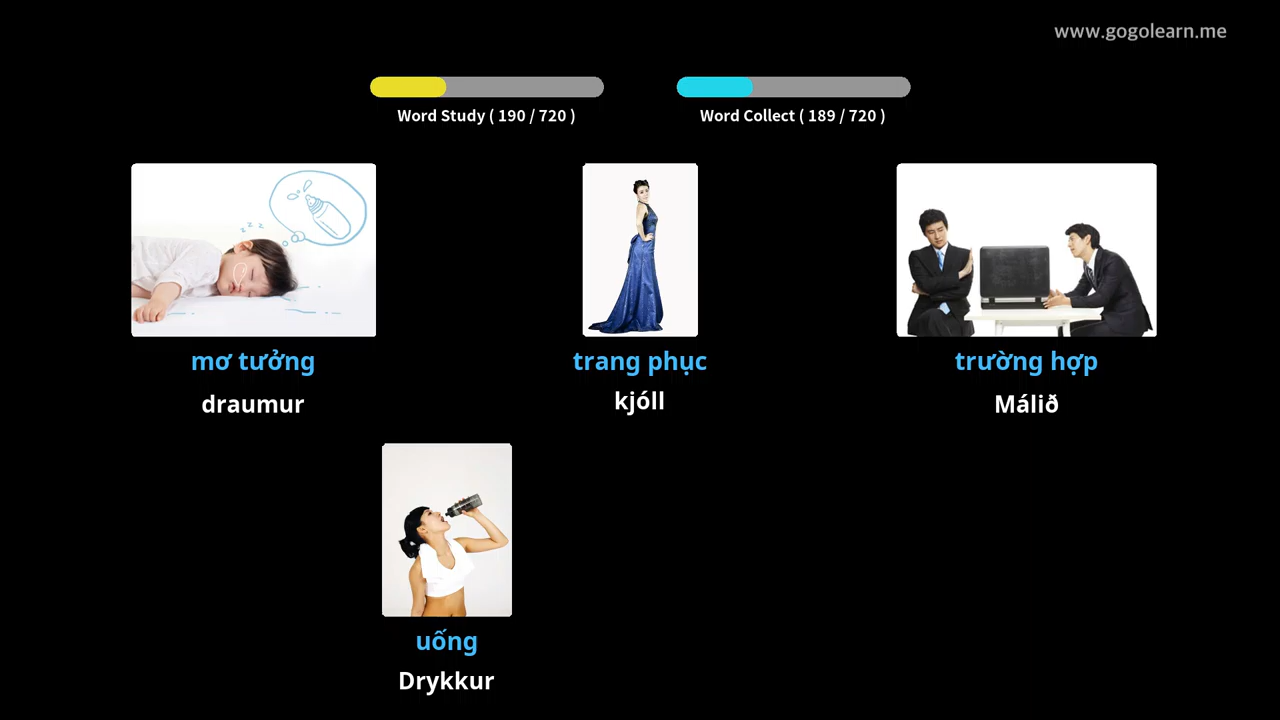 www.gogolearn.me
Word Study ( 190 / 720 )
Word Collect ( 189 / 720 )
mơ tưởng
draumur
trang phục
kjóll
trường hợp
Málið
uống
Drykkur